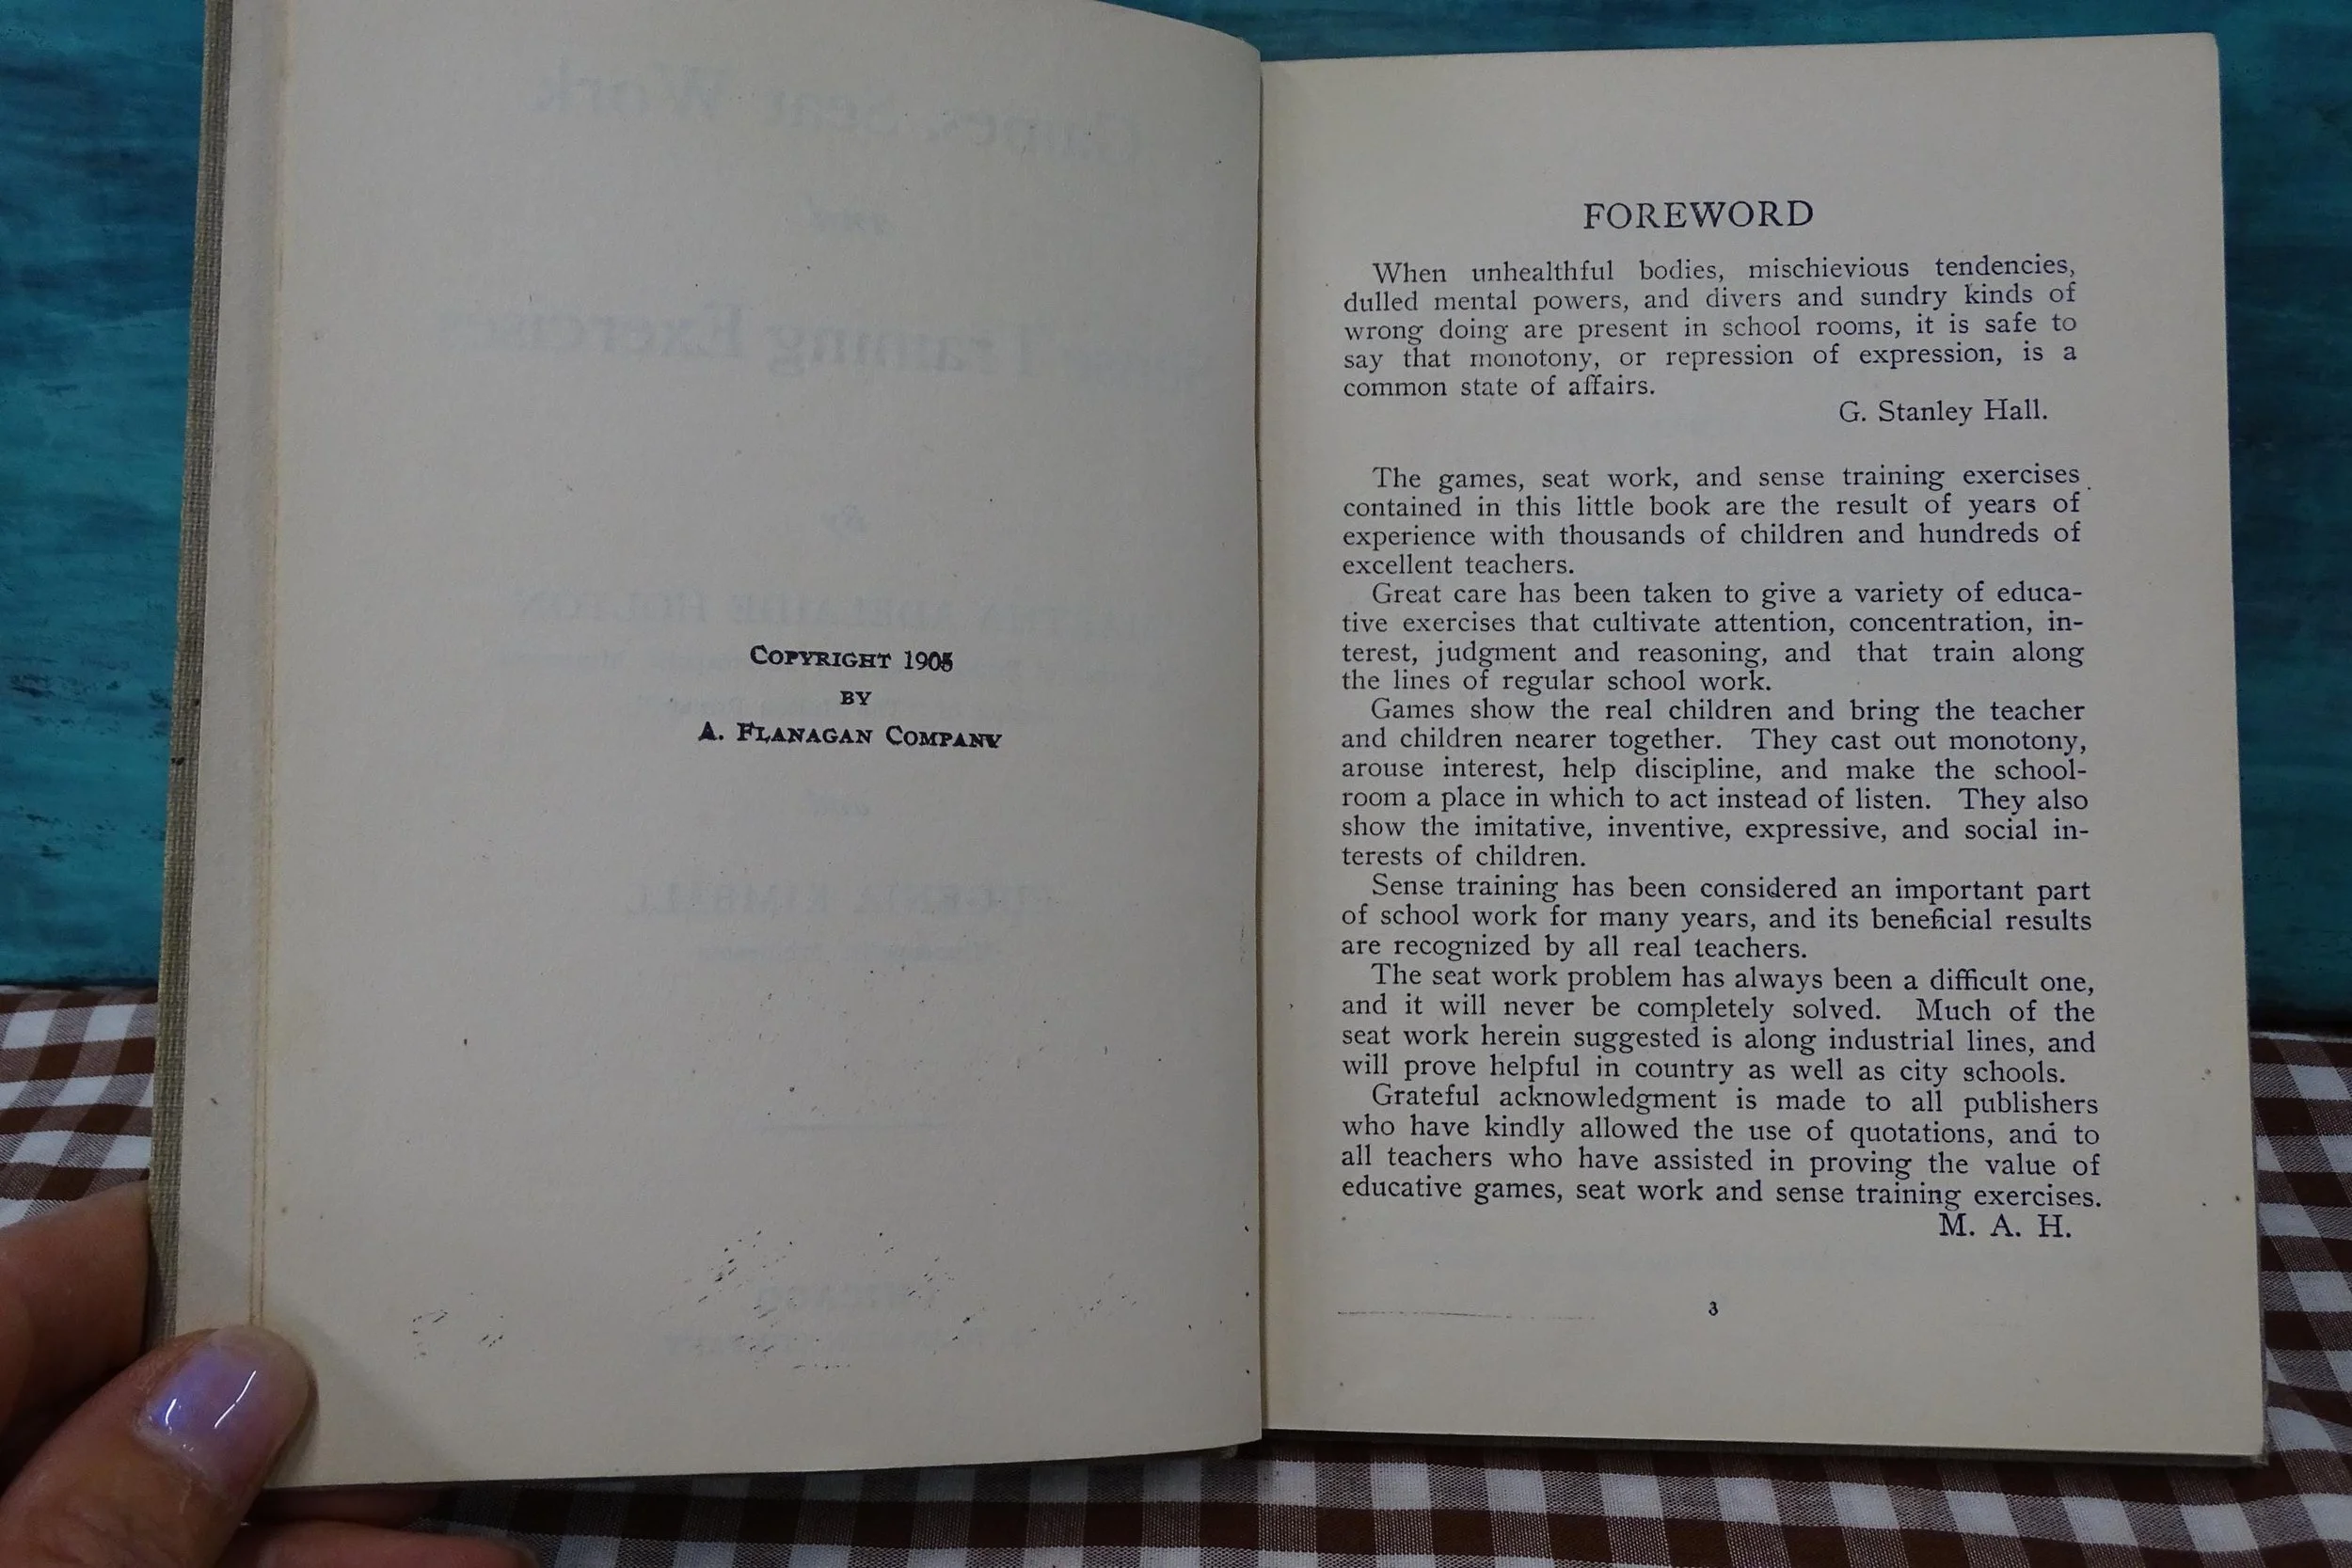 COPYRIGHT 1905
BY
A. FLANAGAN COMPANY
FOREWORD
When unhealthful bodies, mischievious tendencies,
dulled mental powers, and divers and sundry kinds of
wrong doing are present in school rooms, it is safe to
say that monotony, or repression of expression, is a
common state of affairs.
G. Stanley Hall.
The games, seat work, and sense training exercises
contained in this little book are the result of years of
experience with thousands of children and hundreds of
excellent teachers.
Great care has been taken to give a variety of educa-
tive exercises that cultivate attention, concentration, in-
terest, judgment and reasoning, and that train along
the lines of regular school work.
Games show the real children and bring the teacher
and children nearer together. They cast out monotony,
arouse interest, help discipline, and make the school-
room a place in which to act instead of listen. They also
show the imitative, inventive, expressive, and social in-
terests of children.
Sense training has been considered an important part
of school work for many years, and its beneficial results
are recognized by all real teachers.
The seat work problem has always been a difficult one,
and it will never be completely solved. Much of the
seat work herein suggested is along industrial lines, and
will prove helpful in country as well as city schools.
Grateful acknowledgment is made to all publishers
who have kindly allowed the use of quotations, and to
all teachers who have assisted in proving the value of
educative games, seat work and sense training exercises.
M. A. H.
3